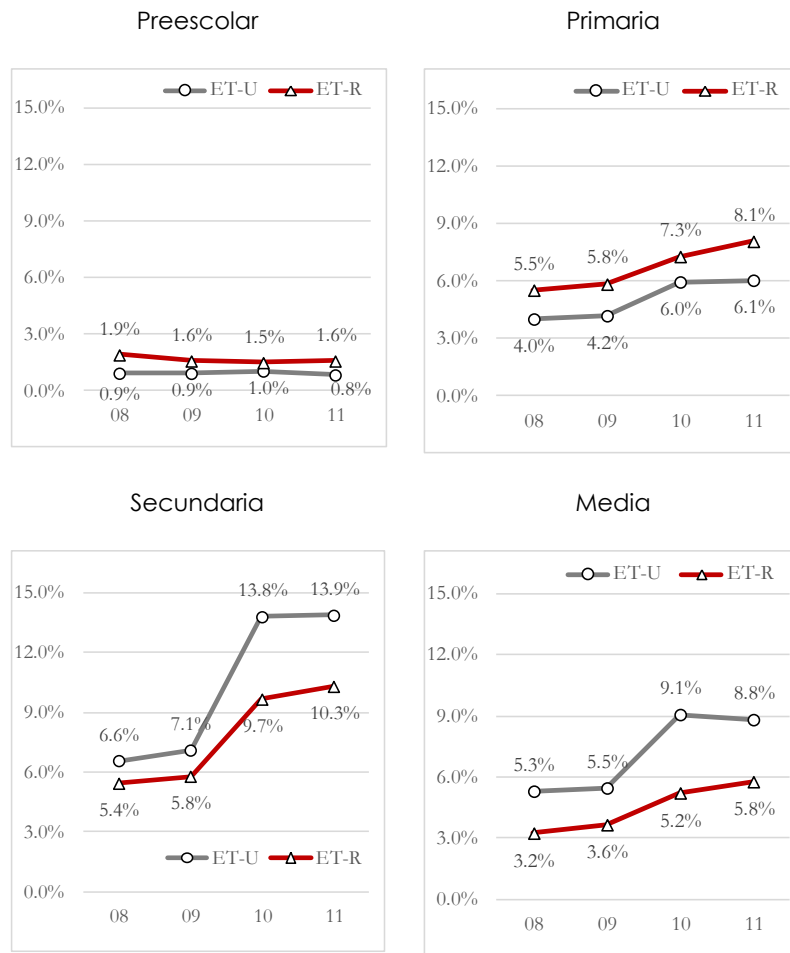 Preescolar
ET-U ET-R
15.0%
12.0%
9.0%
6.0%
3.0%
0.0%
1.9% 1.6% 1.5% 1.6%
0.9% 0.9% 1.0% 0.8%
08 09 10 11
Primaria
ET-U ET-R
15.0%
12.0%
9.0%
6.0%
3.0%
0.0%
5.5% 5.8% 7.3% 8.1%
4.0% 4.2% 6.0% 6.1%
08 09 10 11
Secundaria
15.0%
12.0%
9.0%
6.0%
3.0%
0.0%
6.6% 7.1% 13.8% 13.9%
5.4% 5.8% 9.7% 10.3%
ET-U ET-R
08 09 10 11
Media
ET-U ET-R
15.0%
12.0%
9.0%
6.0%
3.0%
0.0%
5.3% 5.5% 9.1% 8.8%
3.2% 3.6% 5.2% 5.8%
08 09 10 11